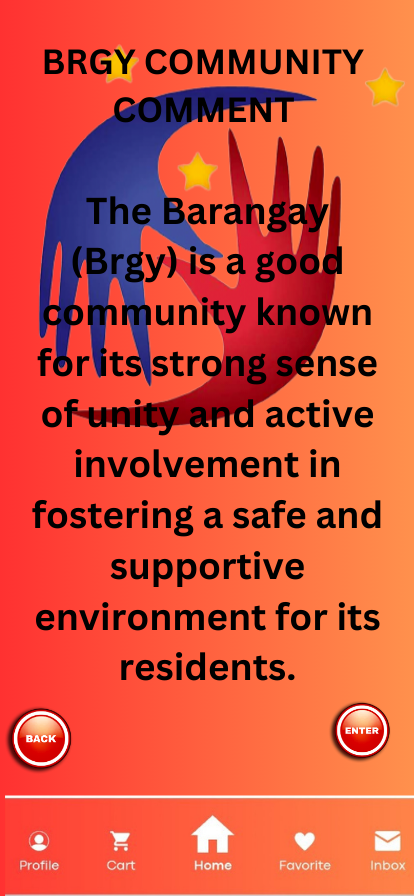 BRGY COMMUNITY
COMMENT
The Barangay
(Brgy) is a good
community known
for its strong sense
of unity and active
involvement in
fostering a safe and
supportive
environment for its
residents.
BACK
ENTER
Profile
Cart
Home
Favorite
Inbox